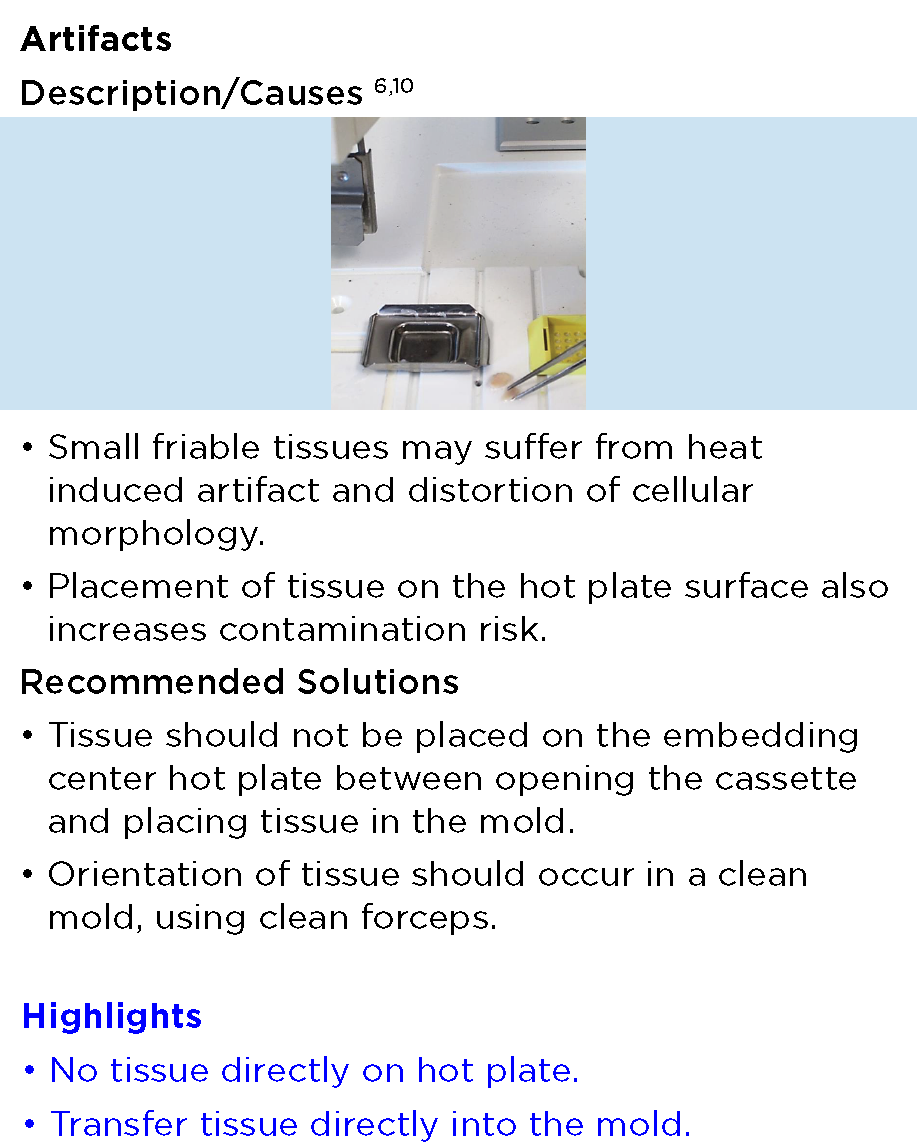 Artifacts
Description/Causes 6,10
• Small friable tissues may suffer from heat
induced artifact and distortion of cellular
morphology.
• Placement of tissue on the hot plate surface also
increases contamination risk.
Recommended Solutions
• Tissue should not be placed on the embedding
center hot plate between opening the cassette
and placing tissue in the mold.
• Orientation of tissue should occur in a clean
mold, using clean forceps.
Highlights
• No tissue directly on hot plate.
• Transfer tissue directly into the mold.